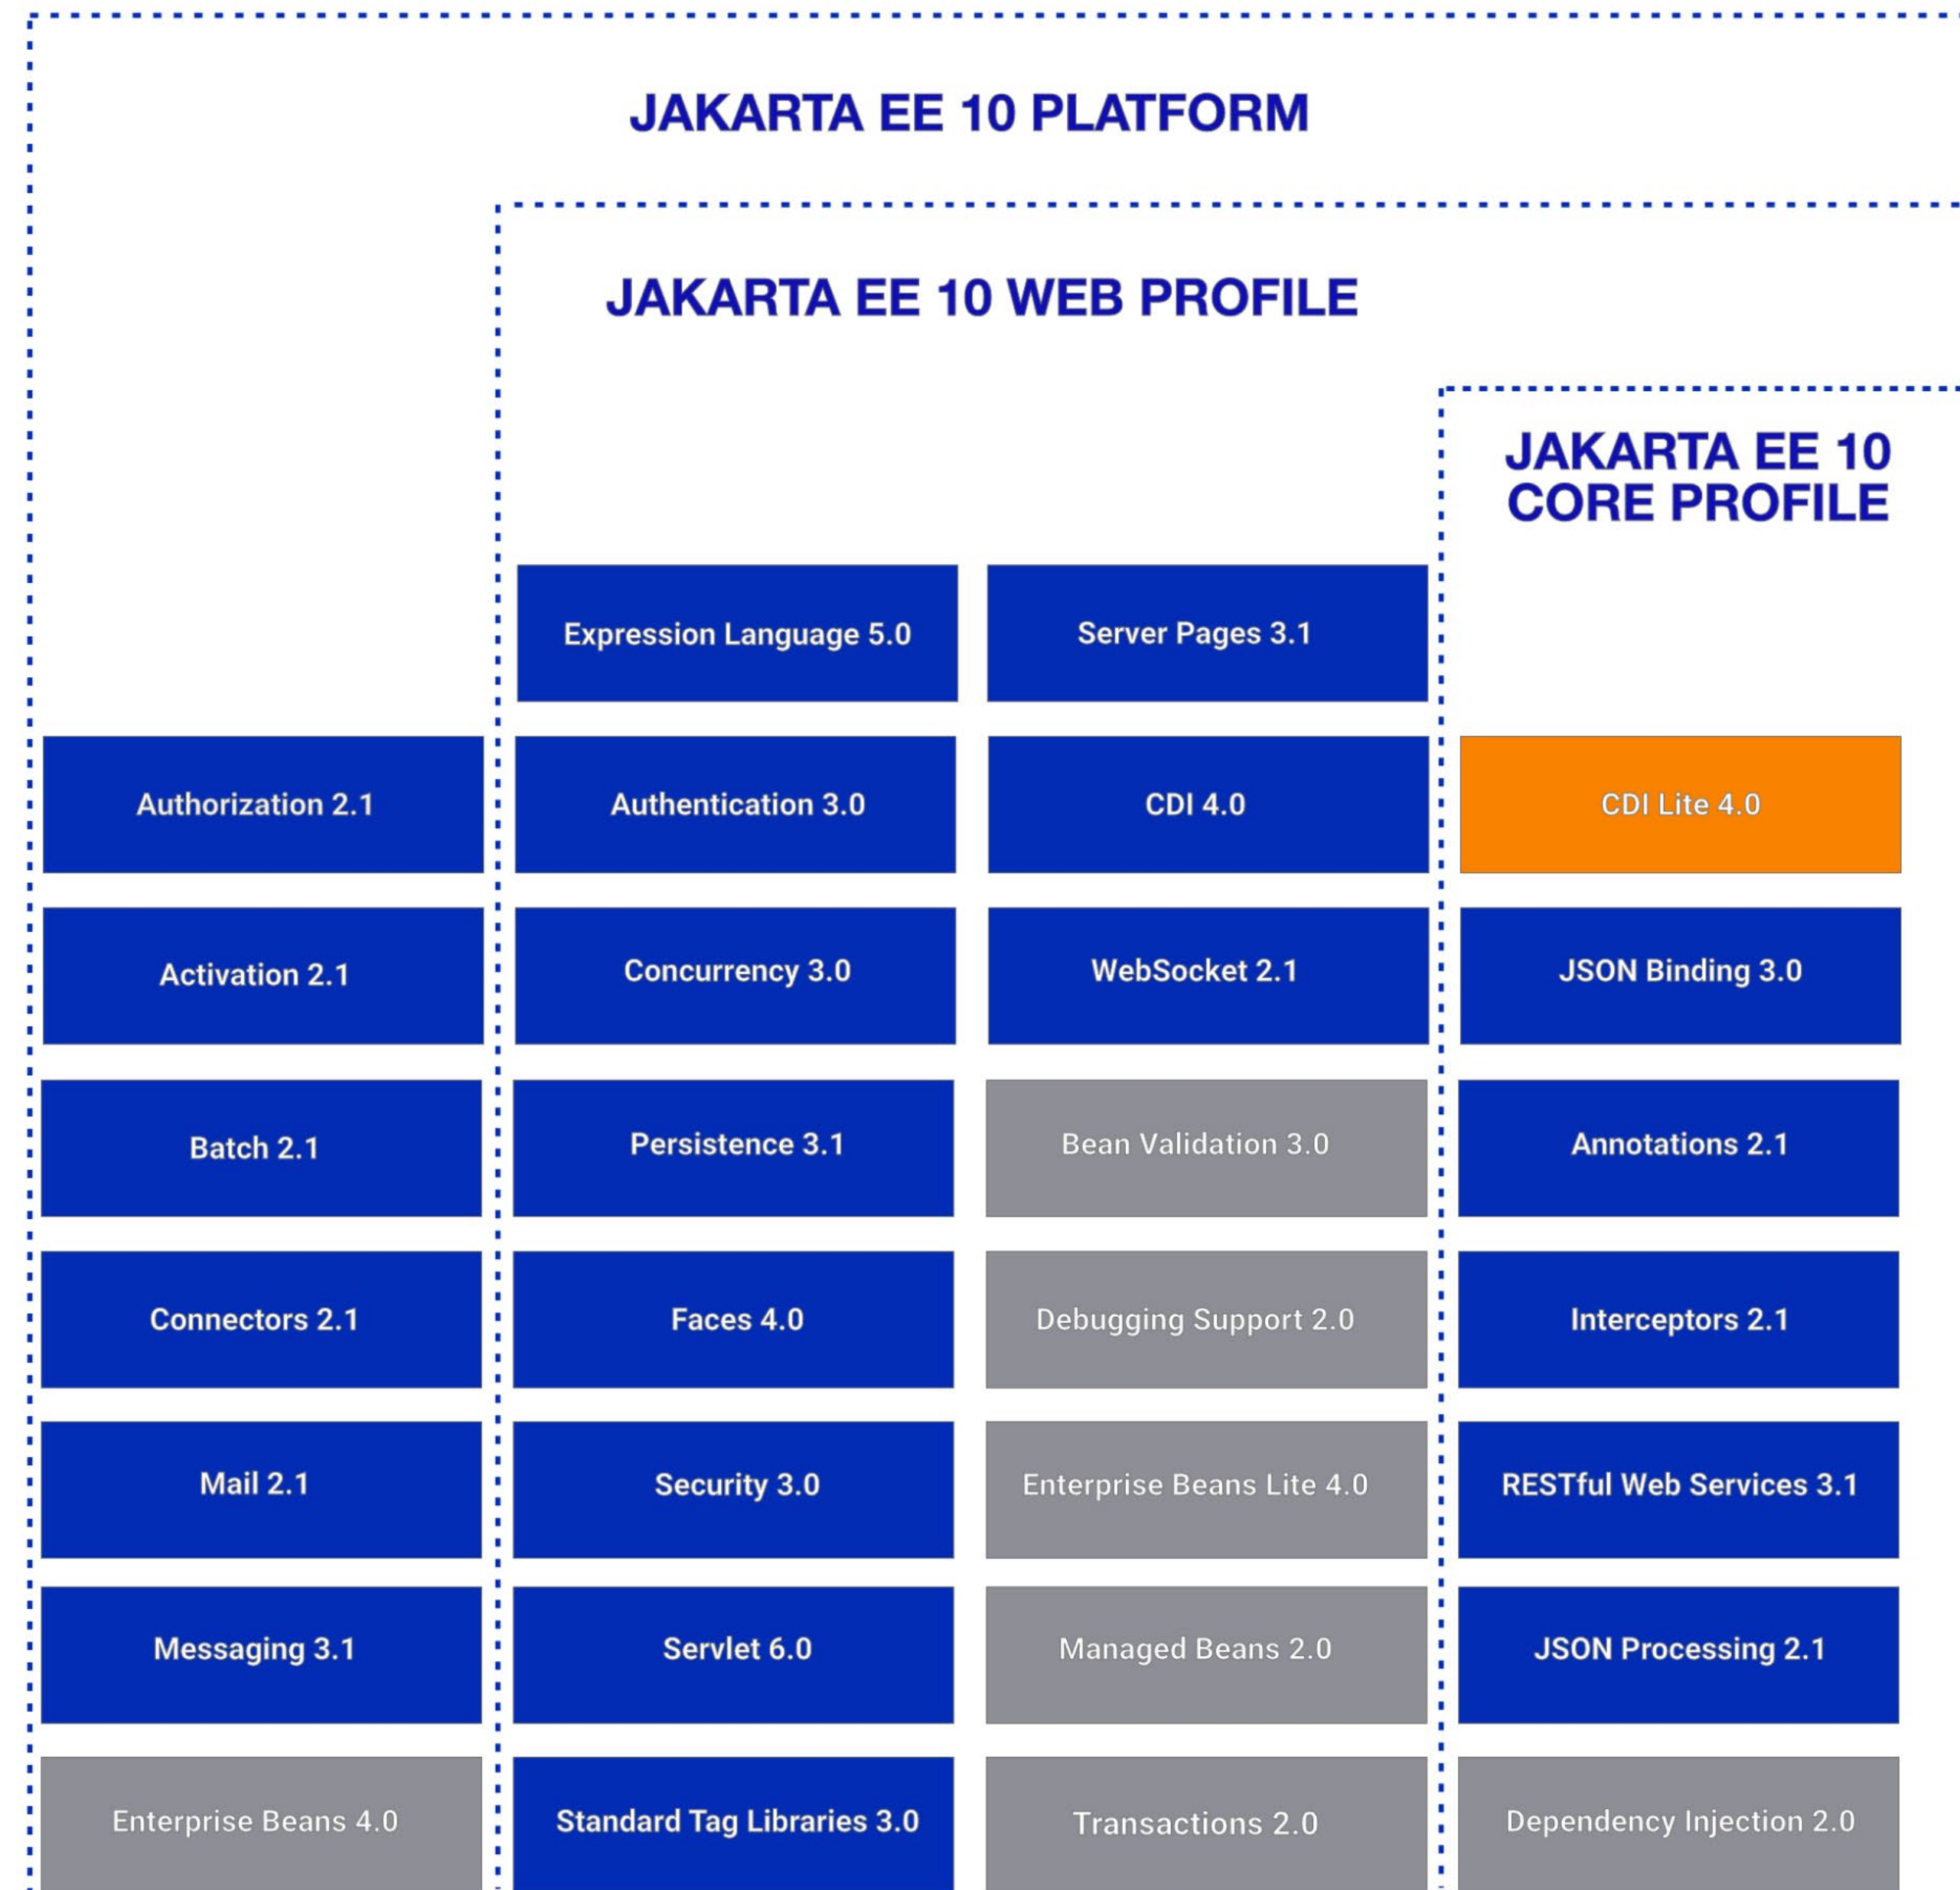 JAKARTA EE 10 PLATFORM
JAKARTA EE 10 WEB PROFILE
JAKARTA EE 10
CORE PROFILE
Expression Language 5.0
Server Pages 3.1
Authorization 2.1
Authentication 3.0
CDI 4.0
CDI Lite 4.0
Activation 2.1
Concurrency 3.0
WebSocket 2.1
JSON Binding 3.0
Batch 2.1
Persistence 3.1
Bean Validation 3.0
Annotations 2.1
Connectors 2.1
Faces 4.0
Debugging Support 2.0
Interceptors 2.1
Mail 2.1
Security 3.0
Enterprise Beans Lite 4.0
RESTful Web Services 3.1
Messaging 3.1
Servlet 6.0
Managed Beans 2.0
JSON Processing 2.1
Enterprise Beans 4.0
Standard Tag Libraries 3.0
Transactions 2.0
Dependency Injection 2.0